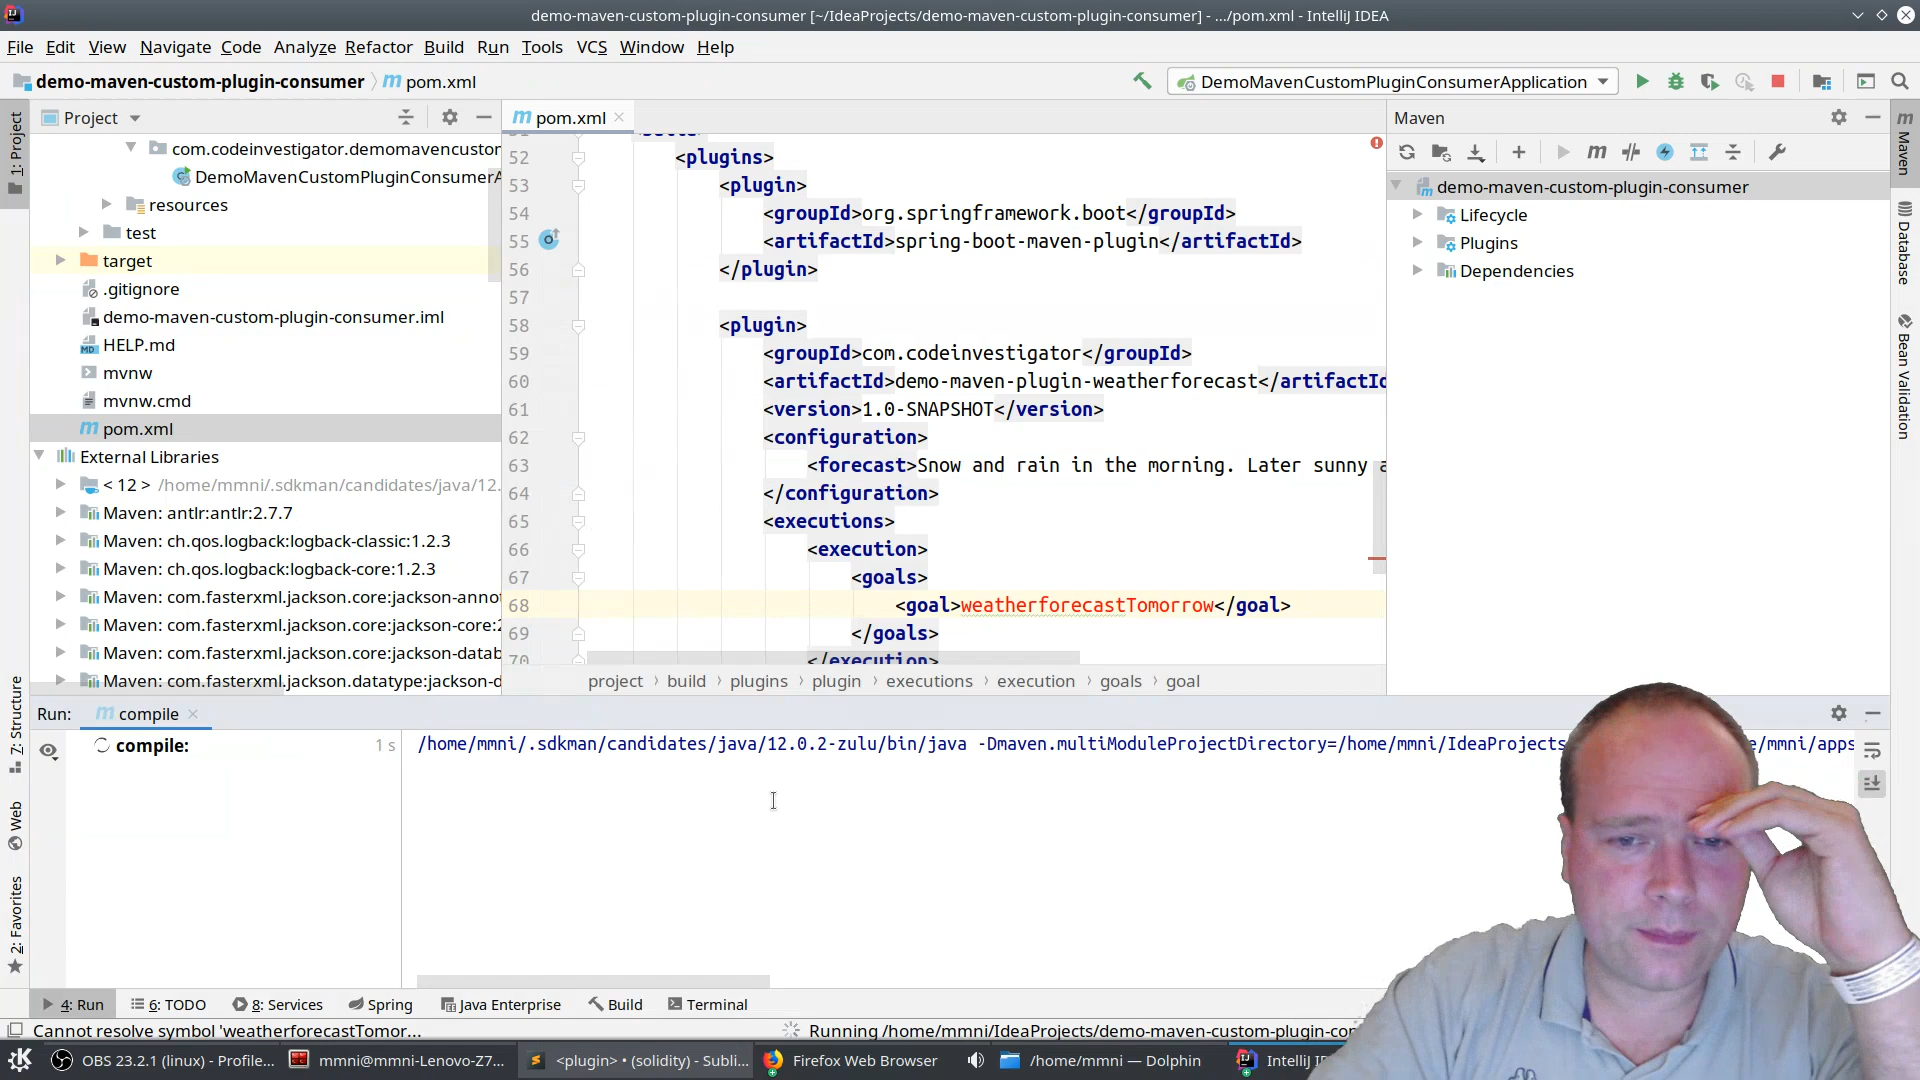 demo-maven-custom-plugin-consumer [~/IdeaProjects/demo-maven-custom-plugin-consumer] - .../pom.xml - IntelliJ IDEA
File Edit View Navigate Code Analyze Refactor Build Run Tools VCS Window Help
demo-maven-custom-plugin-consumer
pom.xml
DemoMavenCustomPluginConsumerApplication
1: Project
Project
com.codeinvestigator.demomavencuston
DemoMavenCustomPluginConsumerA
resources
test
target
.gitignore
demo-maven-custom-plugin-consumer.iml
HELP.md
mvnw
mvnw.cmd
pom.xml
External Libraries
< 12 > /home/mmni/.sdkman/candidates/java/12.
Maven: antlr:antlr:2.7.7
Maven: ch.qos.logback:logback-classic:1.2.3
Maven: ch.qos.logback:logback-core:1.2.3
Maven: com.fasterxml.jackson.core:jackson-annot
Maven: com.fasterxml.jackson.core:jackson-core:2
Maven: com.fasterxml.jackson.core:jackson-datab
Maven: com.fasterxml.jackson.datatype:jackson-d
pom.xml
52 <plugins>
53 <plugin>
54 <groupId>org.springframework.boot</groupId>
55 <artifactId>spring-boot-maven-plugin</artifactId>
56 </plugin>
57
58 <plugin>
59 <groupId>com.codeinvestigator</groupId>
60 <artifactId>demo-maven-plugin-weatherforecast</artifactId
61 <version>1.0-SNAPSHOT</version>
62 <configuration>
63 <forecast>Snow and rain in the morning. Later sunny a
64 </configuration>
65 <executions>
66 <execution>
67 <goals>
68 <goal>weatherforecastTomorrow</goal>
69 </goals>
70 </execution>
project › build › plugins › plugin › executions › execution › goals › goal
Maven
demo-maven-custom-plugin-consumer
Lifecycle
Plugins
Dependencies
Maven
Database
Bean Validation
Run: compile
compile: 1 s
/home/mmni/.sdkman/candidates/java/12.0.2-zulu/bin/java -Dmaven.multiModuleProjectDirectory=/home/mmni/IdeaProjects
e/mmni/apps
7: Structure
Web
2: Favorites
4: Run 6: TODO 8: Services Spring Java Enterprise Build Terminal
Cannot resolve symbol 'weatherforecastTomor...
Running /home/mmni/IdeaProjects/demo-maven-custom-plugin-cor
OBS 23.2.1 (linux) - Profile...
mmni@mmni-Lenovo-Z7...
<plugin> • (solidity) - Subli...
Firefox Web Browser
/home/mmni — Dolphin
IntelliJ I